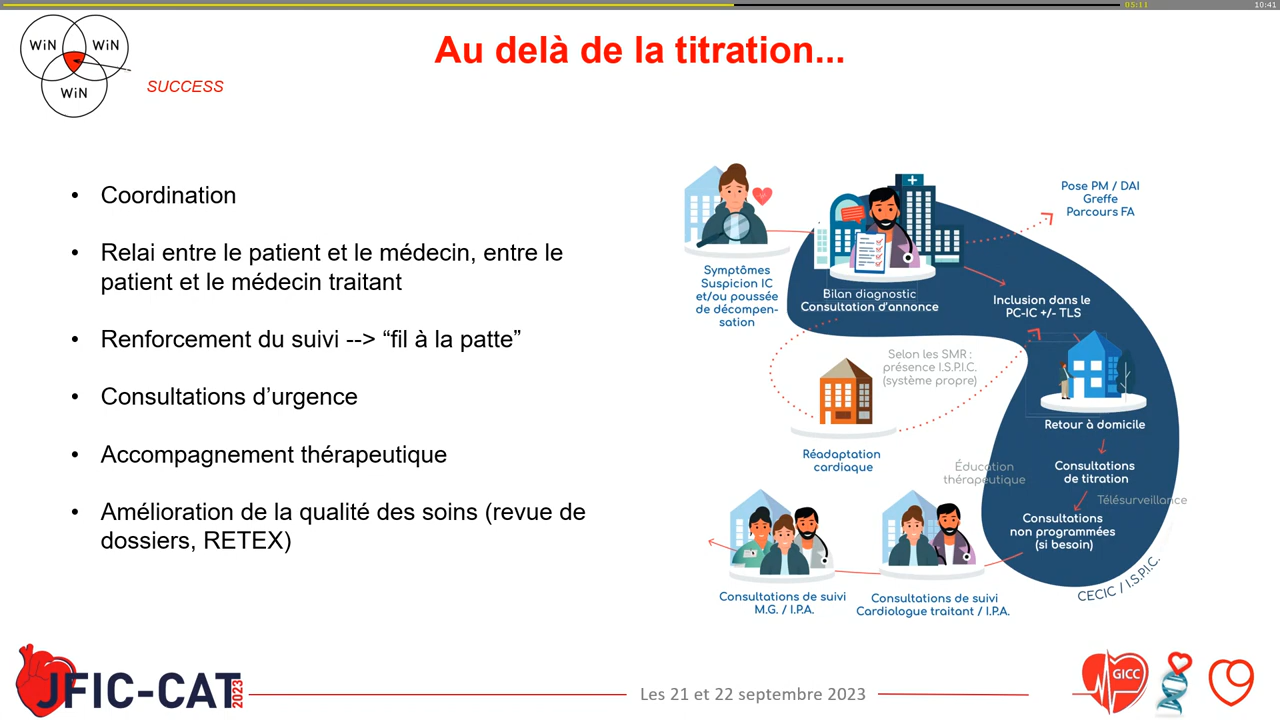 05:11
10:41
WiN WiN
WiN
SUCCESS
Au delà de la titration...
• Coordination
• Relai entre le patient et le médecin, entre le
patient et le médecin traitant
• Renforcement du suivi --> “fil à la patte”
• Consultations d’urgence
• Accompagnement thérapeutique
• Amélioration de la qualité des soins (revue de
dossiers, RETEX)
Symptômes
Suspicion IC
et/ou poussée
de décompen-
sation
Bilan diagnostic
Consultation d’annonce
Pose PM / DAI
Greffe
Parcours FA
Inclusion dans le
PC-IC +/- TLS
Selon les SMR :
présence I.S.P.I.C.
(système propre)
Réadaptation
cardiaque
Retour à domicile
Éducation
thérapeutique
Consultations
de titration
Télésurveillance
Consultations
non programmées
(si besoin)
CECIC / I.S.P.I.C.
Consultations de suivi
Cardiologue traitant / I.P.A.
Consultations de suivi
M.G. / I.P.A.
JFIC-CAT
2023
Les 21 et 22 septembre 2023
GICC